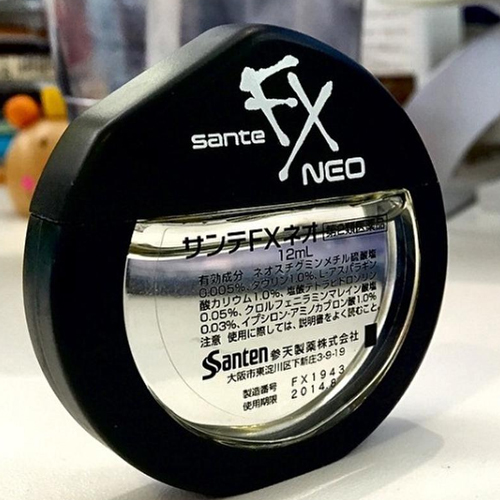 sante FX
NEO
サンテFXネオ 第2類医薬品
12mL
有効成分 ネオスチグミンメチル硫酸塩
0.005%、タウリン1.0%、L-アスパラギン
酸カリウム1.0%、塩酸テトラヒドロゾリン
0.05%、クロルフェニラミンマレイン酸塩
0.03%、イプシロン-アミノカプロン酸1.0%
注意 使用に際しては、説明書をよく読むこと。
Santen 参天製薬株式会社
大阪市東淀川区下新庄3-9-19
製造番号 FX1943
使用期限 2014.8